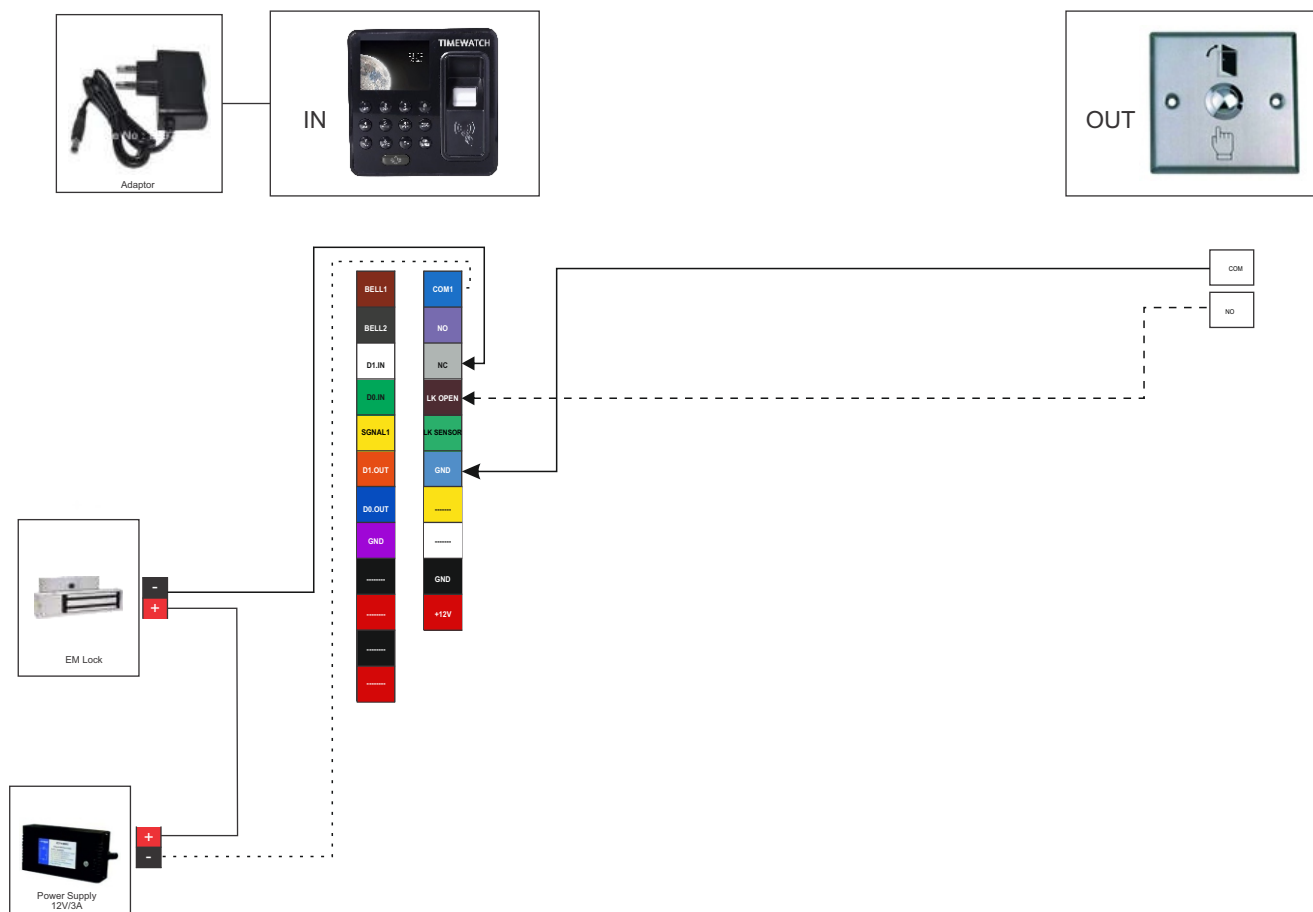 TIMEWATCH
IN
OUT
Adaptor
COM
NO
BELL1
COM1
BELL2
NO
D1.IN
NC
D0.IN
LK OPEN
SGNAL1
LK SENSOR
D1.OUT
GND
D0.OUT
-------
GND
-------
--------
GND
--------
+12V
--------
--------
-
+
EM Lock
+
-
Power Supply
12V/3A